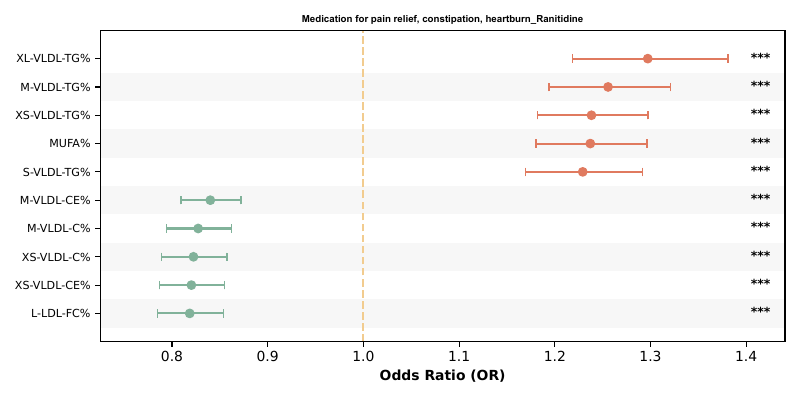 Medication for pain relief, constipation, heartburn_Ranitidine
XL-VLDL-TG% ***
M-VLDL-TG% ***
XS-VLDL-TG% ***
MUFA% ***
S-VLDL-TG% ***
M-VLDL-CE% ***
M-VLDL-C% ***
XS-VLDL-C% ***
XS-VLDL-CE% ***
L-LDL-FC% ***
0.8 0.9 1.0 1.1 1.2 1.3 1.4
Odds Ratio (OR)